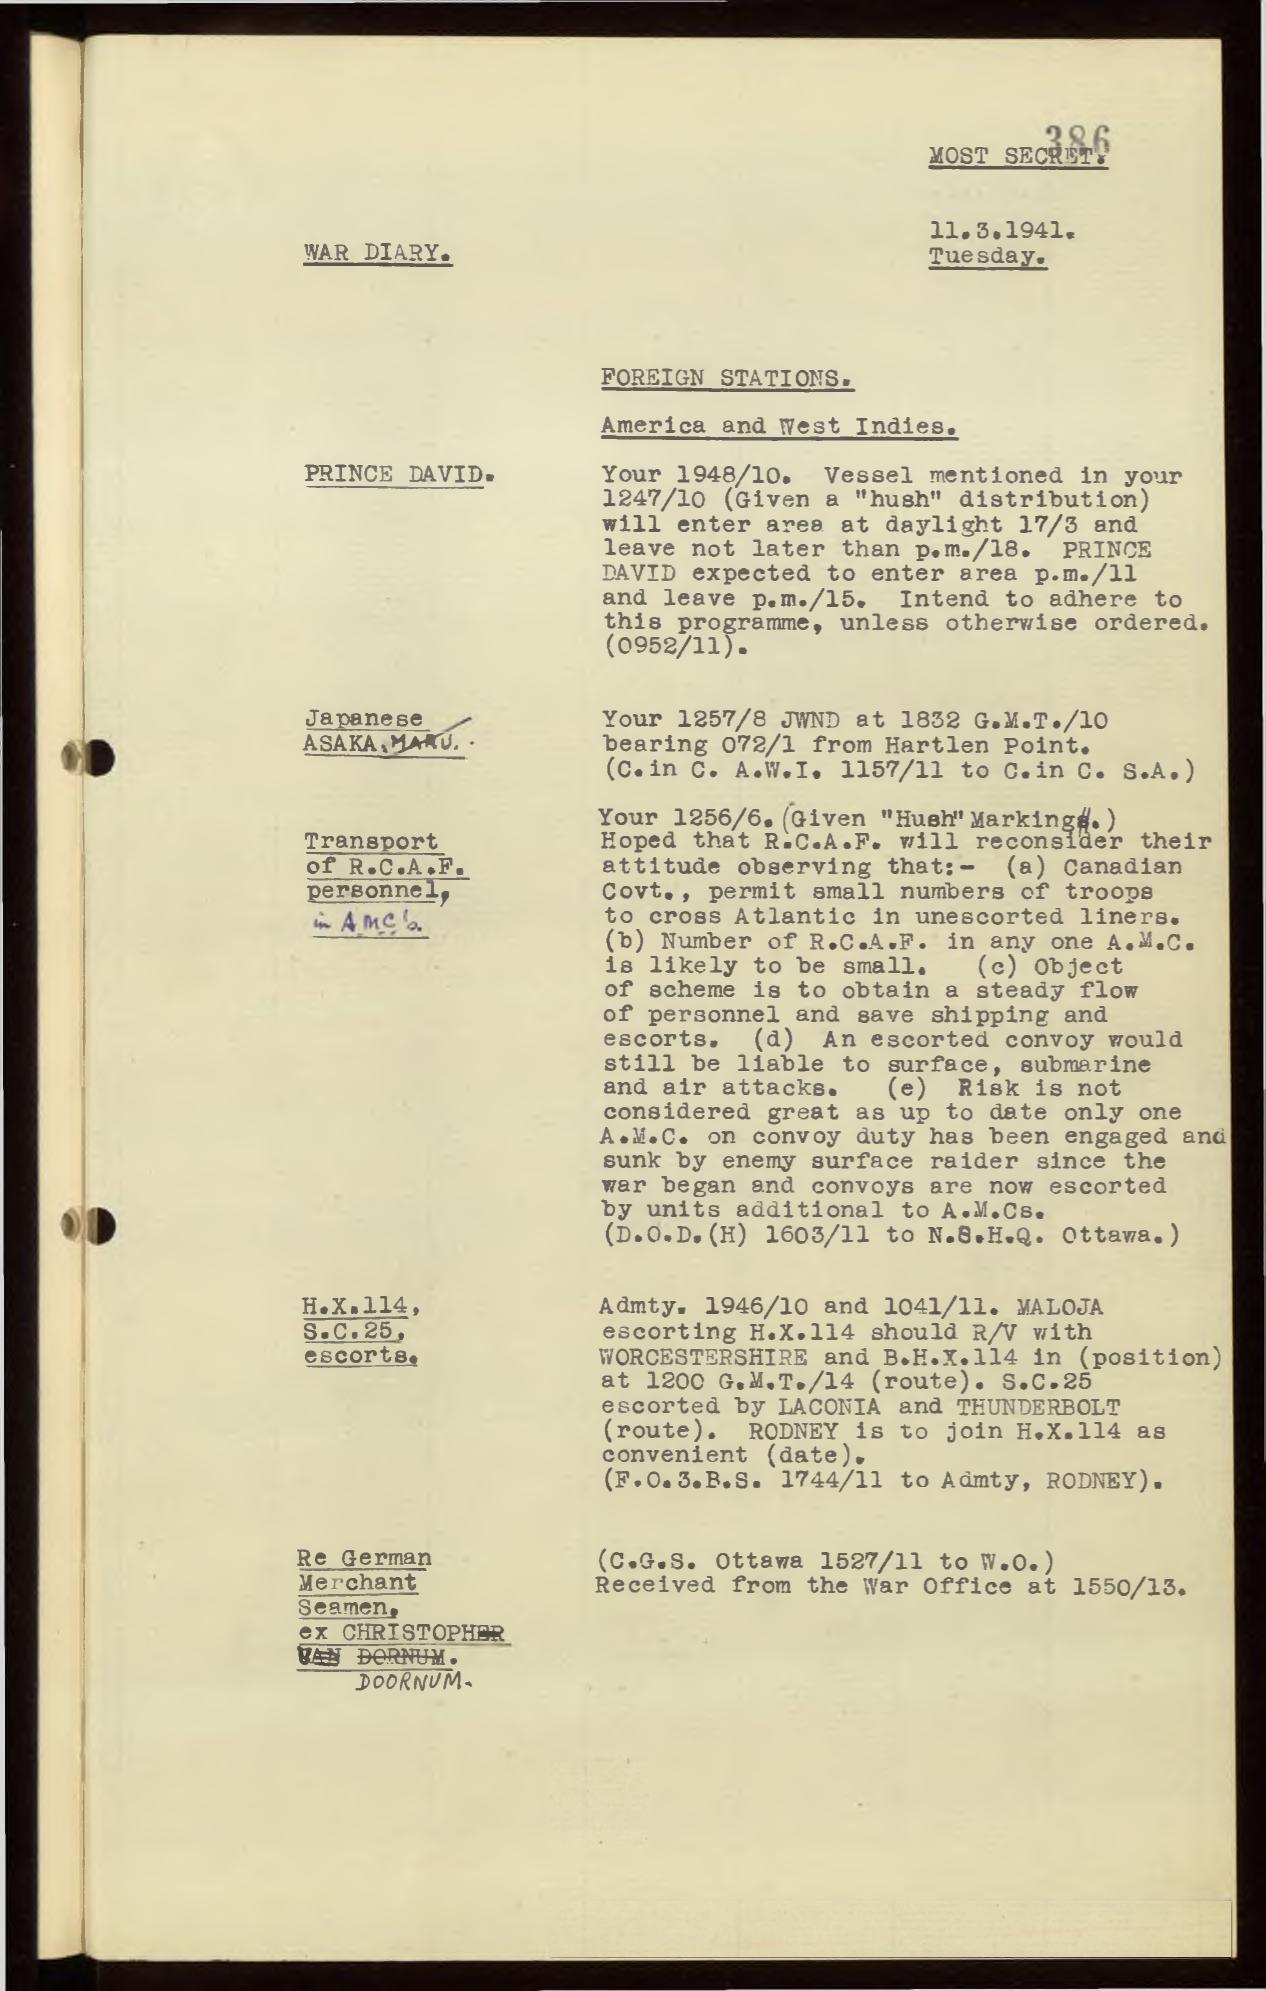 386
MOST SECRET.
11.3.1941.
WAR DIARY.
Tuesday.
FOREIGN STATIONS.
America and West Indies.
PRINCE DAVID.
Your 1948/10. Vessel mentioned in your
1247/10 (Given a "hush" distribution)
will enter area at daylight 17/3 and
leave not later than p.m./18. PRINCE
DAVID expected to enter area p.m./11
and leave p.m./15. Intend to adhere to
this programme, unless otherwise ordered.
(0952/11).
Japanese
ASAKA MARU.
Your 1257/8 JWND at 1832 G.M.T./10
bearing 072/1 from Hartlen Point.
(C.in C. A.W.I. 1157/11 to C.in C. S.A.)
Transport
of R.C.A.F.
personnel,
in AMC's.
Your 1256/6. (Given "Hush" Marking.)
Hoped that R.C.A.F. will reconsider their
attitude observing that:- (a) Canadian
Covt., permit small numbers of troops
to cross Atlantic in unescorted liners.
(b) Number of R.C.A.F. in any one A.M.C.
is likely to be small. (c) Object
of scheme is to obtain a steady flow
of personnel and save shipping and
escorts. (d) An escorted convoy would
still be liable to surface, submarine
and air attacks. (e) Risk is not
considered great as up to date only one
A.M.C. on convoy duty has been engaged and
sunk by enemy surface raider since the
war began and convoys are now escorted
by units additional to A.M.Cs.
(D.O.D.(H) 1603/11 to N.S.H.Q. Ottawa.)
H.X.114,
S.C.25,
escorts.
Admty. 1946/10 and 1041/11. MALOJA
escorting H.X.114 should R/V with
WORCESTERSHIRE and B.H.X.114 in (position)
at 1200 G.M.T./14 (route). S.C.25
escorted by LACONIA and THUNDERBOLT
(route). RODNEY is to join H.X.114 as
convenient (date).
(F.O.3.B.S. 1744/11 to Admty, RODNEY).
Re German
Merchant
Seamen,
ex CHRISTOPHER
VAN DORNUM.
DOORNUM.
(C.G.S. Ottawa 1527/11 to W.O.)
Received from the War Office at 1550/13.